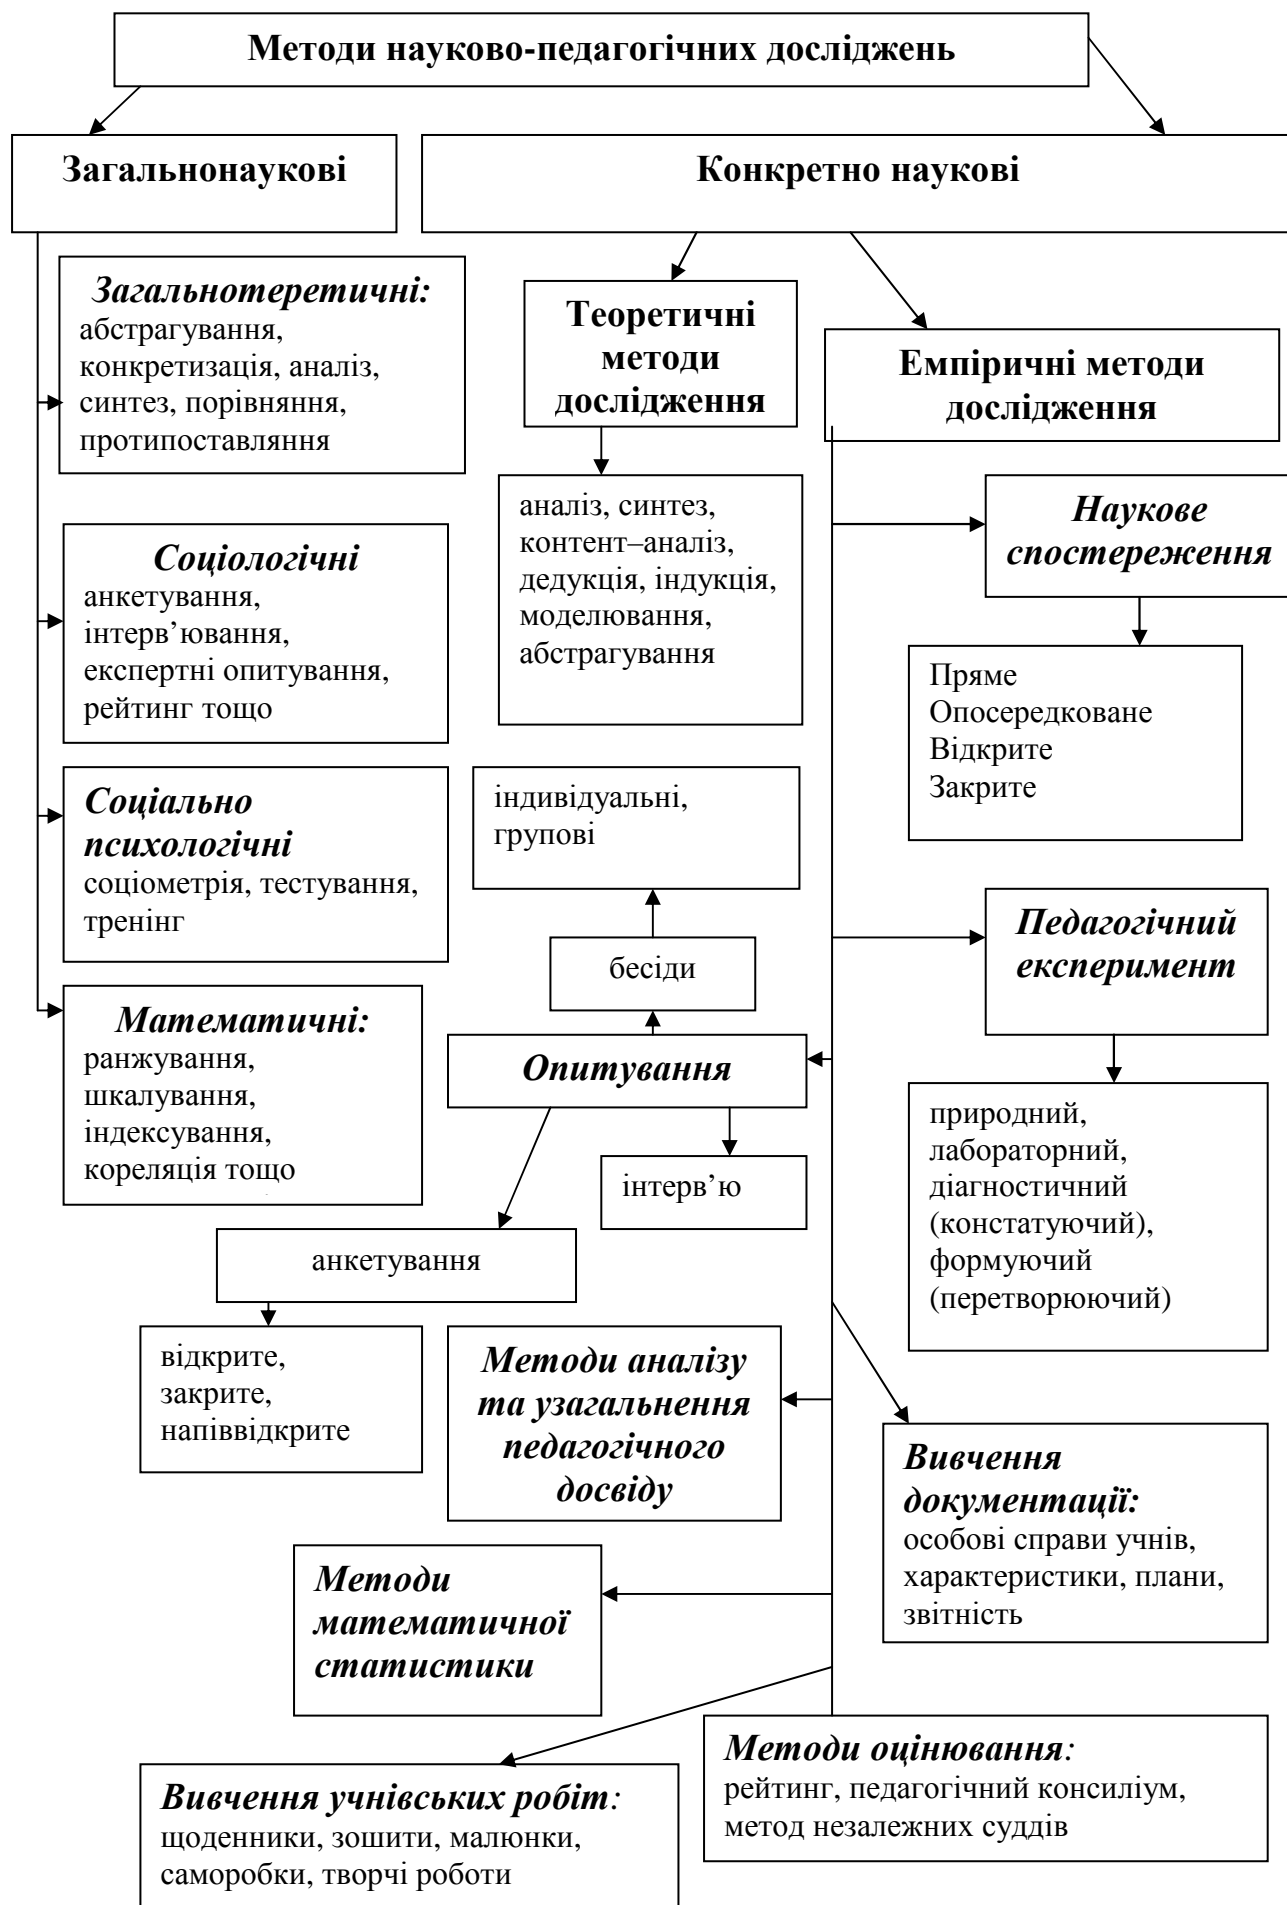 Методи науково-педагогічних досліджень
Загальнонаукові
Конкретно наукові
Загальнотеретичні:
абстрагування,
конкретизація, аналіз,
синтез, порівняння,
протипоставляння
Теоретичні
методи
дослідження
Емпіричні методи
дослідження
аналіз, синтез,
контент–аналіз,
дедукція, індукція,
моделювання,
абстрагування
Наукове
спостереження
Соціологічні
анкетування,
інтерв’ювання,
експертні опитування,
рейтинг тощо
Пряме
Опосередковане
Відкрите
Закрите
Соціально
психологічні
соціометрія, тестування,
тренінг
індивідуальні,
групові
Педагогічний
експеримент
бесіди
Математичні:
ранжування,
шкалування,
індексування,
кореляція тощо
Опитування
природний,
лабораторний,
діагностичний
(констатуючий),
формуючий
(перетворюючий)
інтерв’ю
анкетування
відкрите,
закрите,
напіввідкрите
Методи аналізу
та узагальнення
педагогічного
досвіду
Вивчення
документації:
особові справи учнів,
характеристики, плани,
звітність
Методи
математичної
статистики
Методи оцінювання:
рейтинг, педагогічний консиліум,
метод незалежних суддів
Вивчення учнівських робіт:
щоденники, зошити, малюнки,
саморобки, творчі роботи